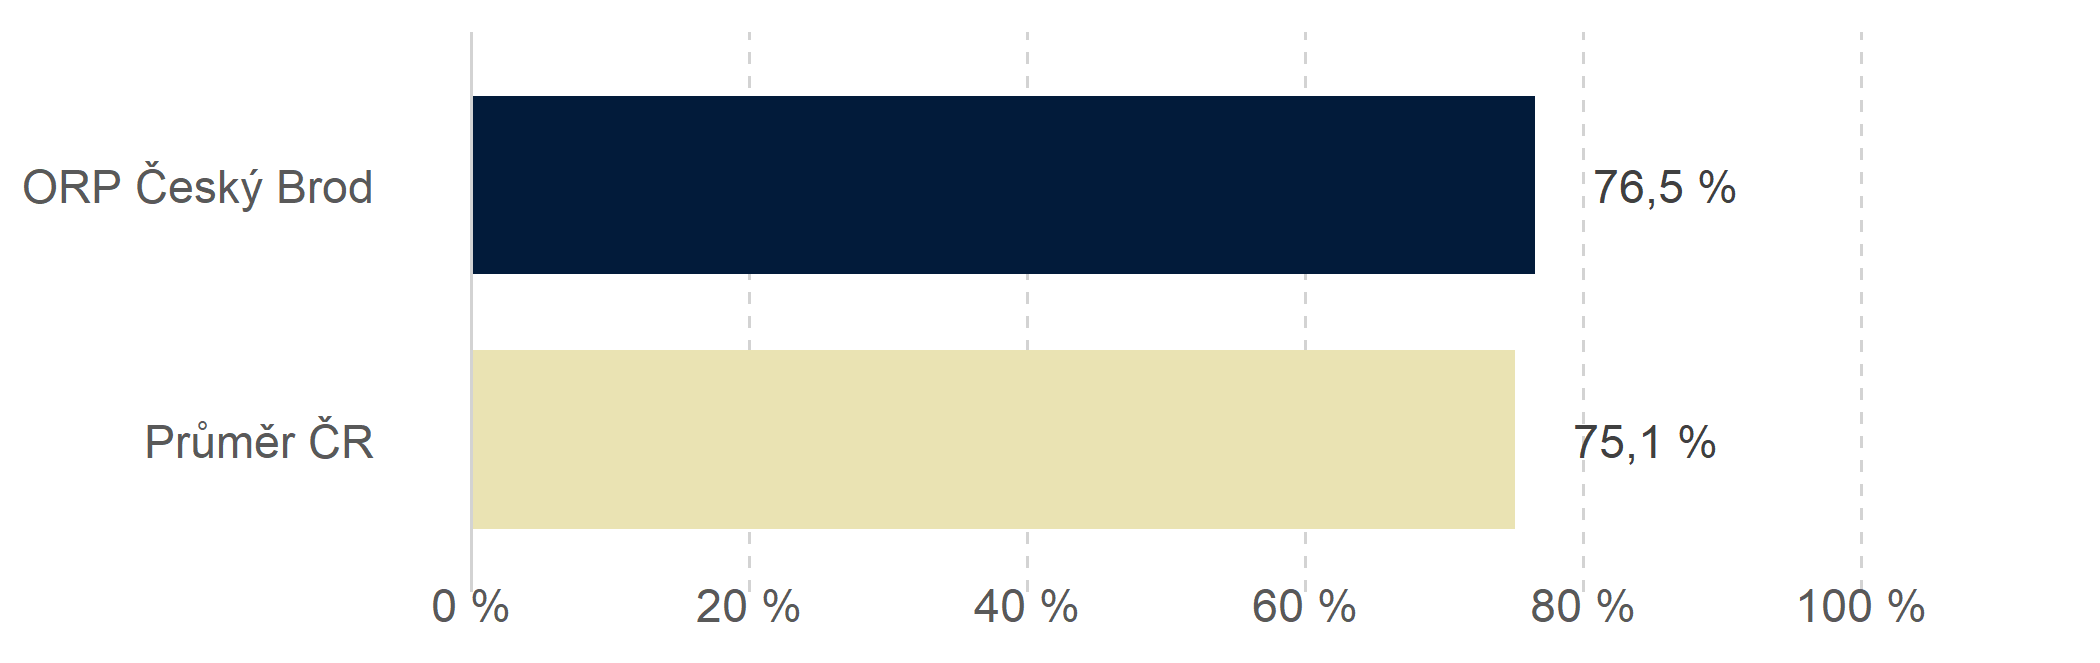 ORP Český Brod
76,5 %
Průměr ČR
75,1 %
0 % 20 % 40 % 60 % 80 % 100 %